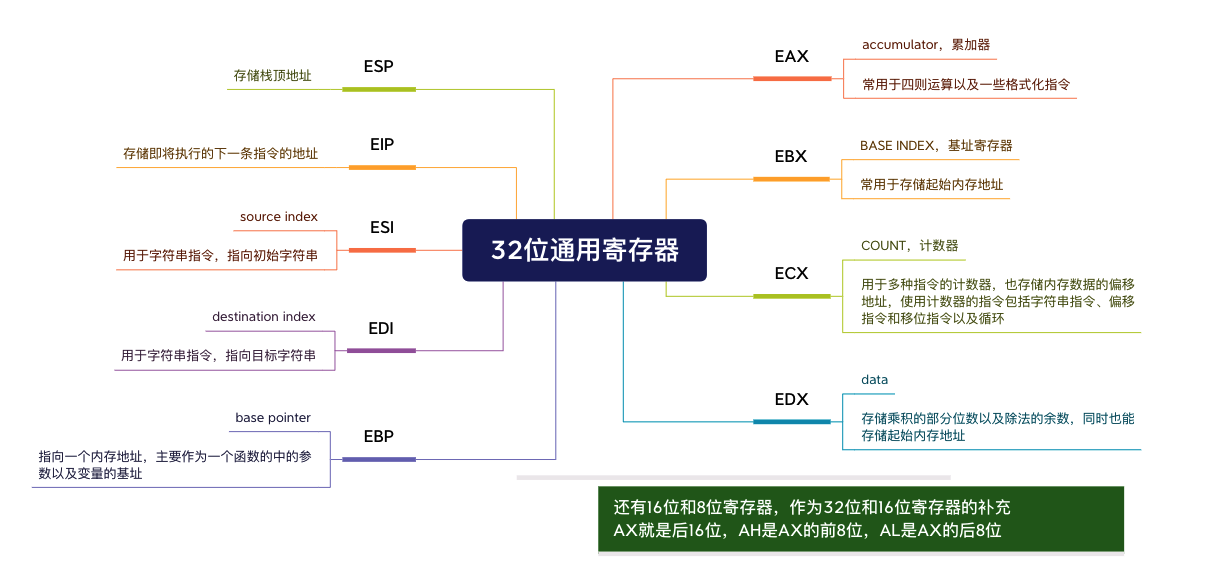 32位通用寄存器
EAX
accumulator，累加器
常用于四则运算以及一些格式化指令
EBX
BASE INDEX，基址寄存器
常用于存储起始内存地址
ECX
COUNT，计数器
用于多种指令的计数器，也存储内存数据的偏移
地址，使用计数器的指令包括字符串指令、偏移
指令和移位指令以及循环
EDX
data
存储乘积的部分位数以及除法的余数，同时也能
存储起始内存地址
ESP
存储栈顶地址
EIP
存储即将执行的下一条指令的地址
ESI
source index
用于字符串指令，指向初始字符串
EDI
destination index
用于字符串指令，指向目标字符串
EBP
base pointer
指向一个内存地址，主要作为一个函数的中的参
数以及变量的基址
还有16位和8位寄存器，作为32位和16位寄存器的补充
AX就是后16位，AH是AX的前8位，AL是AX的后8位